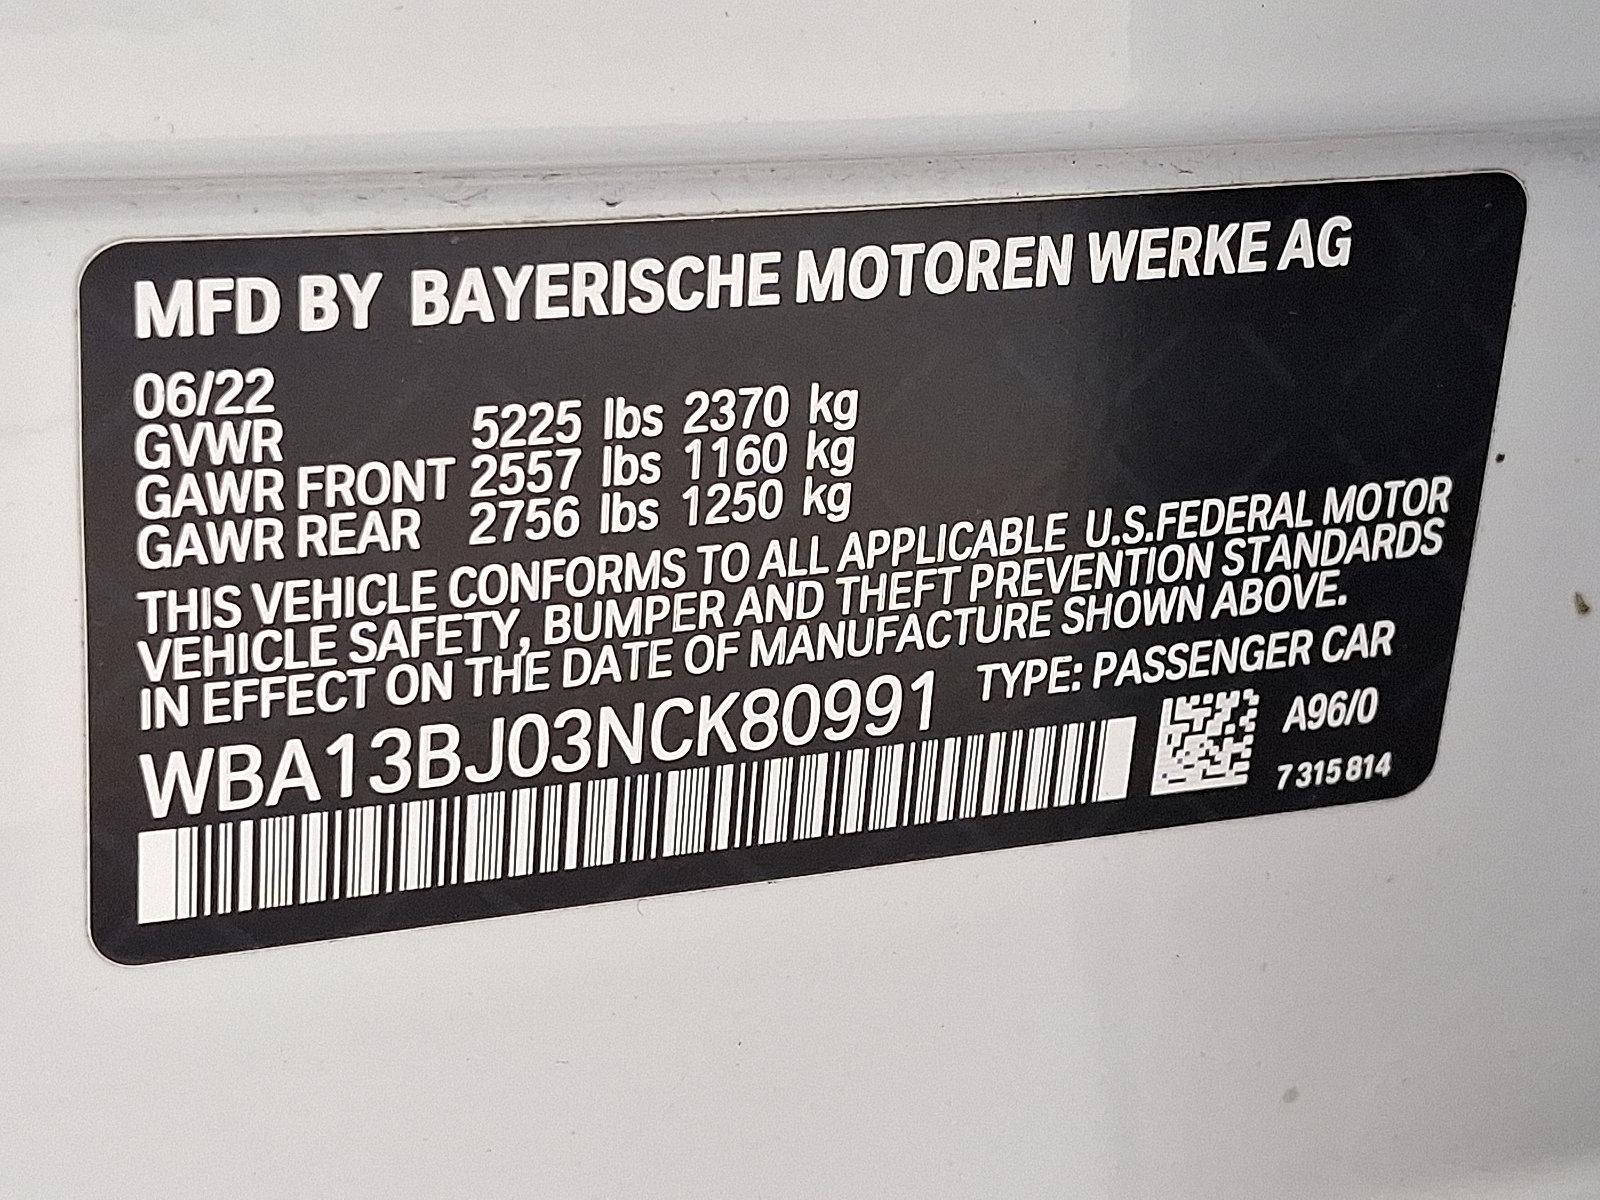 MFD BY BAYERISCHE MOTOREN WERKE AG
06/22
GVWR 5225 lbs 2370 kg
GAWR FRONT 2557 lbs 1160 kg
GAWR REAR 2756 lbs 1250 kg
THIS VEHICLE CONFORMS TO ALL APPLICABLE U.S.FEDERAL MOTOR
VEHICLE SAFETY, BUMPER AND THEFT PREVENTION STANDARDS
IN EFFECT ON THE DATE OF MANUFACTURE SHOWN ABOVE.
WBA13BJ03NCK80991 TYPE: PASSENGER CAR
A96/0
7 315 814